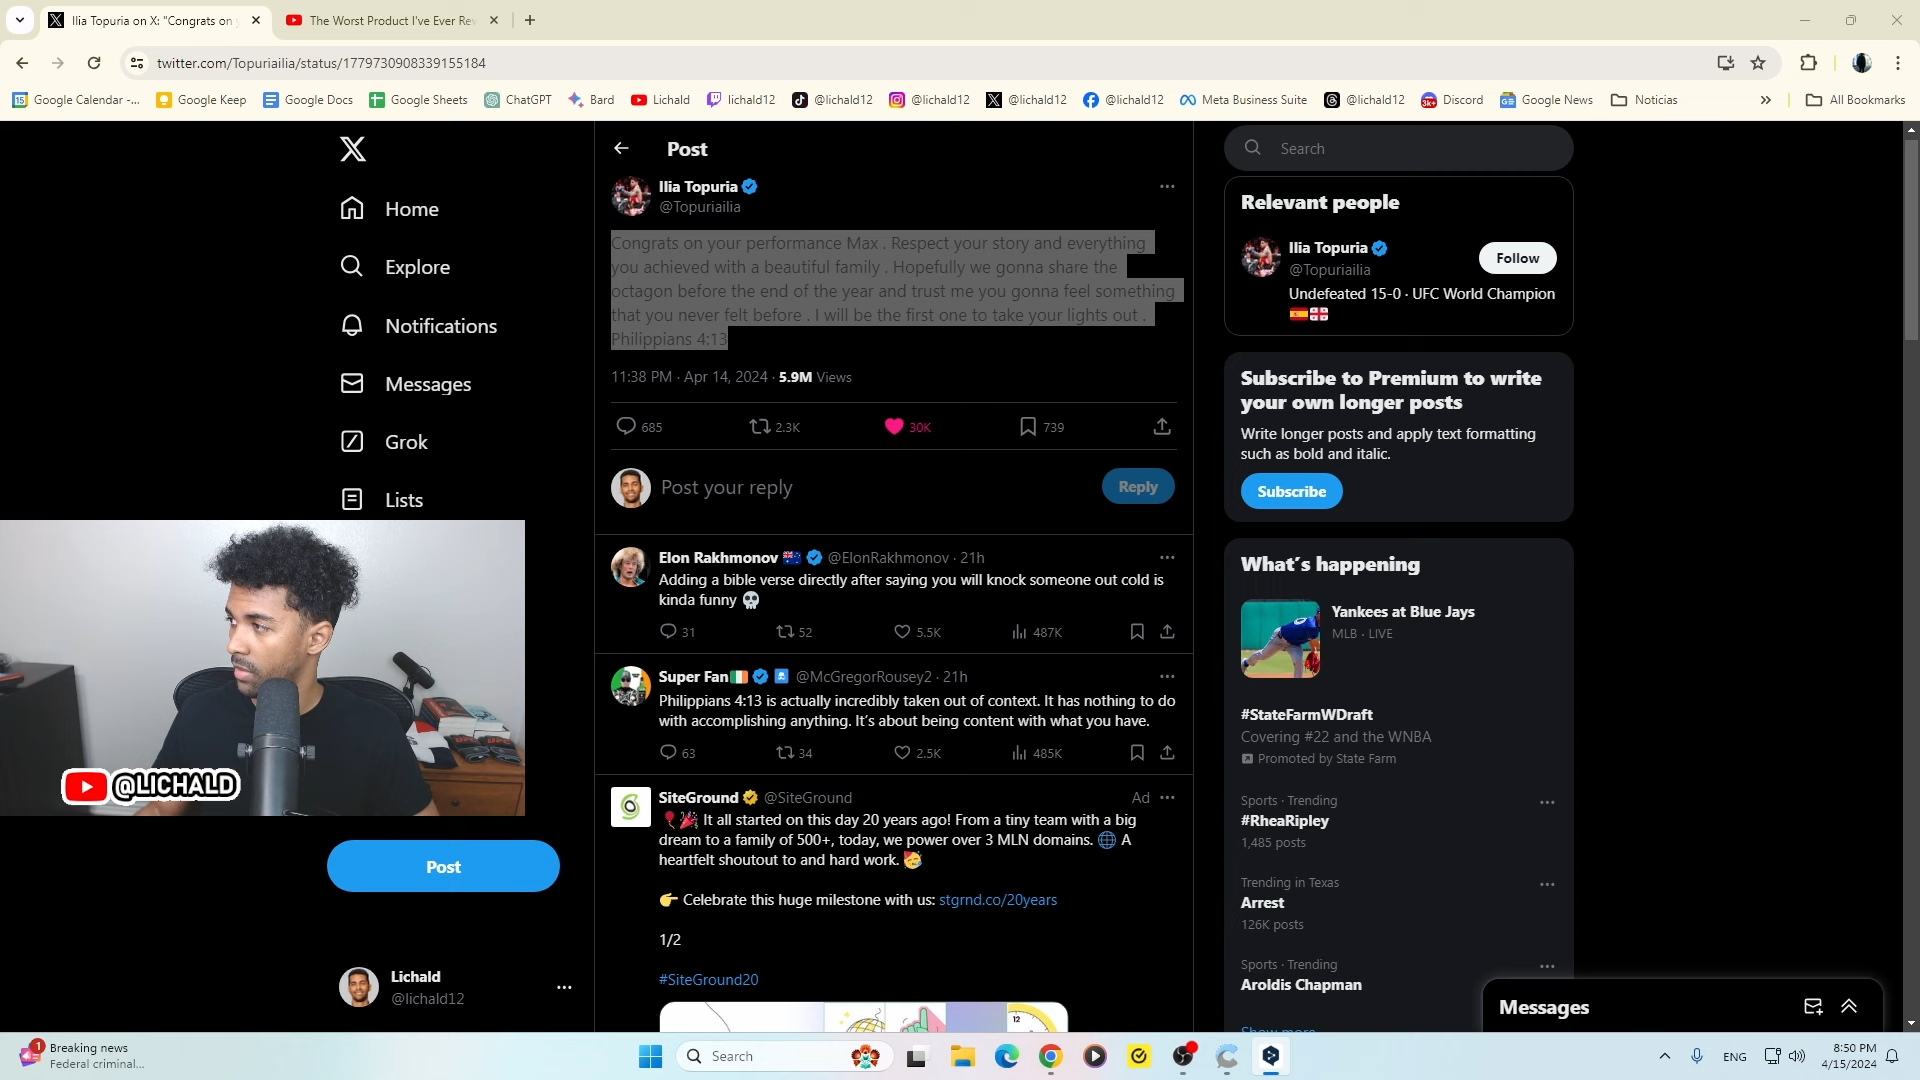 Ilia Topuria on X: "Congrats on
The Worst Product I've Ever Rev
twitter.com/Topuriailia/status/1779730908339155184
Google Calendar -...
Google Keep
Google Docs
Google Sheets
ChatGPT
Bard
Lichald
lichald12
@lichald12
@lichald12
@lichald12
@lichald12
Meta Business Suite
@lichald12
Discord
Google News
Noticias
All Bookmarks
Home
Explore
Notifications
Messages
Grok
Lists
@LICHALD
Post
Lichald
@lichald12
Post
Ilia Topuria
@Topuriailia
Congrats on your performance Max . Respect your story and everything
you achieved with a beautiful family . Hopefully we gonna share the
octagon before the end of the year and trust me you gonna feel something
that you never felt before . I will be the first one to take your lights out .
Philippians 4:13
11:38 PM · Apr 14, 2024 · 5.9M Views
685 2.3K 30K 739
Post your reply
Reply
Elon Rakhmonov @ElonRakhmonov · 21h
Adding a bible verse directly after saying you will knock someone out cold is
kinda funny
31 52 5.5K 487K
Super Fan @McGregorRousey2 · 21h
Philippians 4:13 is actually incredibly taken out of context. It has nothing to do
with accomplishing anything. It's about being content with what you have.
63 34 2.5K 485K
SiteGround @SiteGround Ad
It all started on this day 20 years ago! From a tiny team with a big
dream to a family of 500+, today, we power over 3 MLN domains. A
heartfelt shoutout to and hard work.
Celebrate this huge milestone with us: stgrnd.co/20years
1/2
#SiteGround20
12
Search
Relevant people
Ilia Topuria
@Topuriailia
Follow
Undefeated 15-0 · UFC World Champion
Subscribe to Premium to write
your own longer posts
Write longer posts and apply text formatting
such as bold and italic.
Subscribe
What's happening
Yankees at Blue Jays
MLB · LIVE
#StateFarmWDraft
Covering #22 and the WNBA
Promoted by State Farm
Sports · Trending
#RheaRipley
1,485 posts
Trending in Texas
Arrest
126K posts
Sports · Trending
Aroldis Chapman
Show more
Messages
1
Breaking news
Federal criminal...
Search
ENG
8:50 PM
4/15/2024